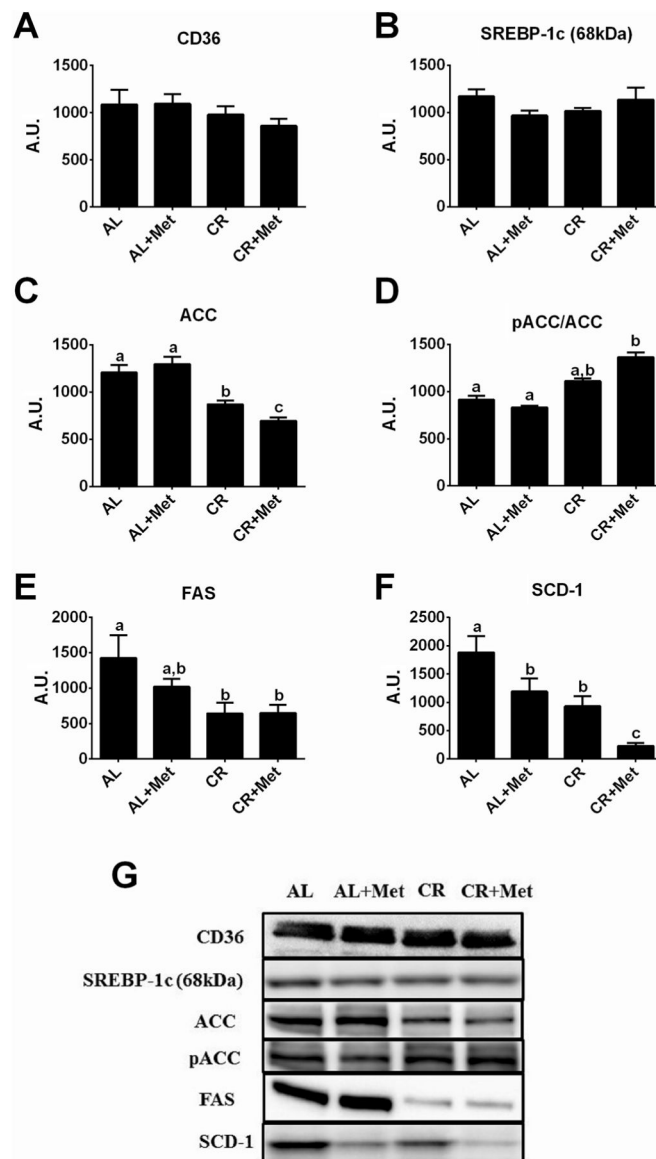 A
CD36
1500
1000
500
0
A.U.
AL
AL+Met
CR
CR+Met
B
SREBP-1c (68kDa)
1500
1000
500
0
A.U.
AL
AL+Met
CR
CR+Met
C
ACC
1500
1000
500
0
A.U.
a
a
b
c
AL
AL+Met
CR
CR+Met
D
pACC/ACC
1500
1000
500
0
A.U.
a
a
a,b
b
AL
AL+Met
CR
CR+Met
E
FAS
2000
1500
1000
500
0
A.U.
a
a,b
b
b
AL
AL+Met
CR
CR+Met
F
SCD-1
2500
2000
1500
1000
500
0
A.U.
a
b
b
c
AL
AL+Met
CR
CR+Met
G
AL AL+Met CR CR+Met
CD36
SREBP-1c (68kDa)
ACC
pACC
FAS
SCD-1